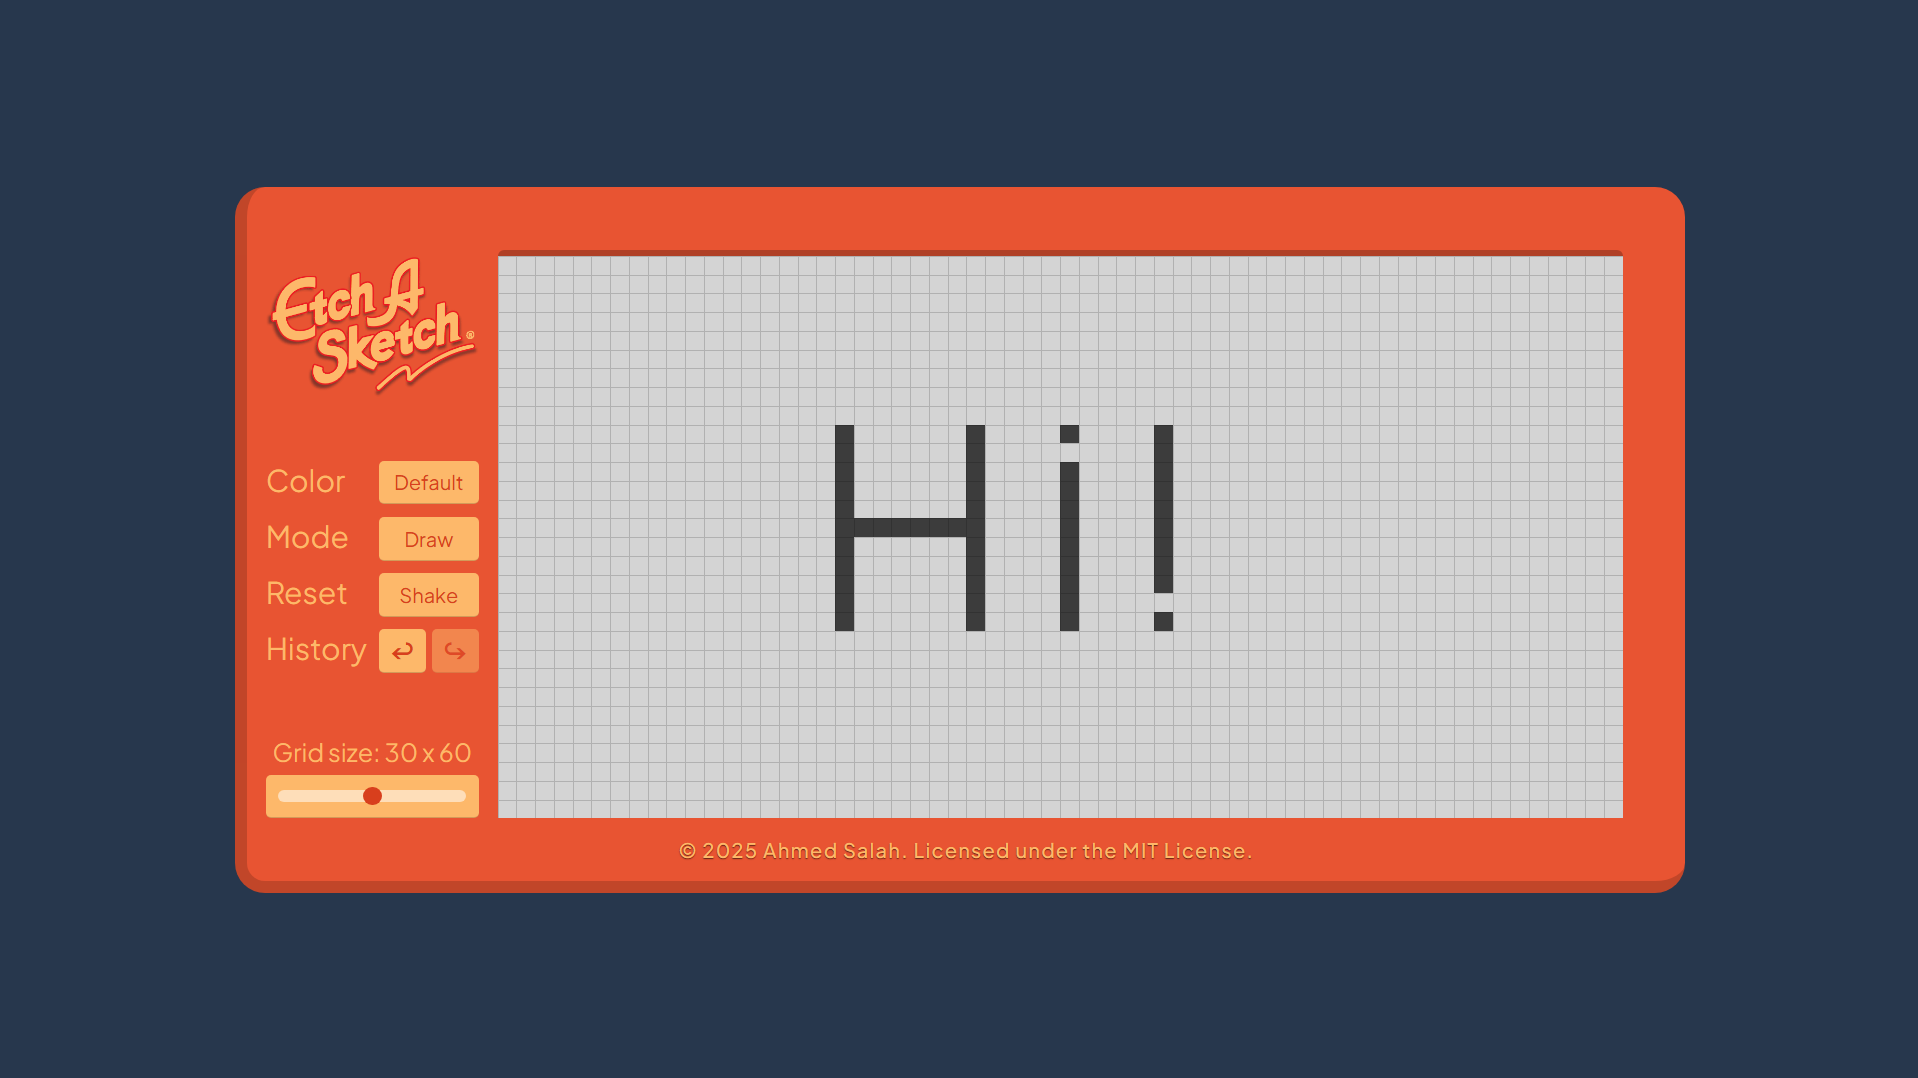 Etch A
Sketch®
Color Default
Mode Draw
Reset Shake
History
Grid size: 30 x 60
Hi!
© 2025 Ahmed Salah. Licensed under the MIT License.